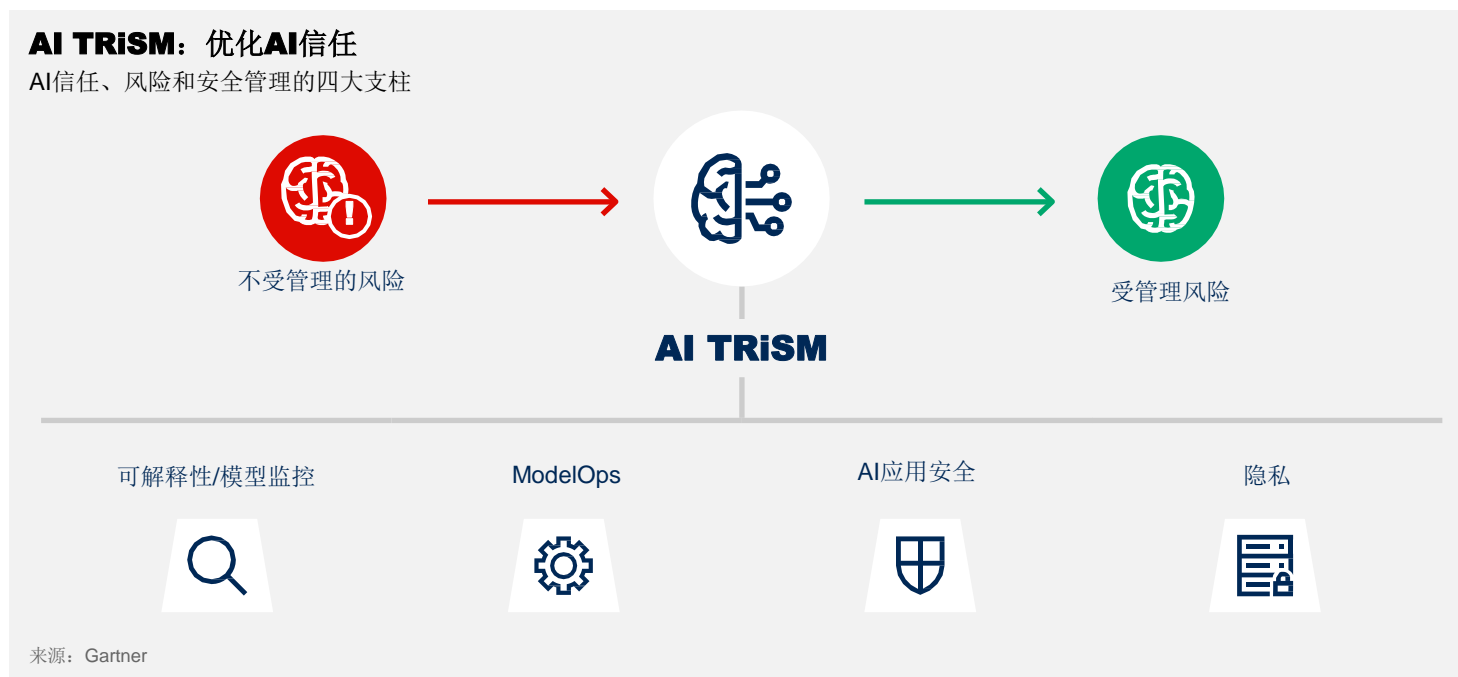 AI TRiSM：优化AI信任
AI信任、风险和安全管理的四大支柱
不受管理的风险
受管理风险
AI TRiSM
可解释性/模型监控
ModelOps
AI应用安全
隐私
来源：Gartner